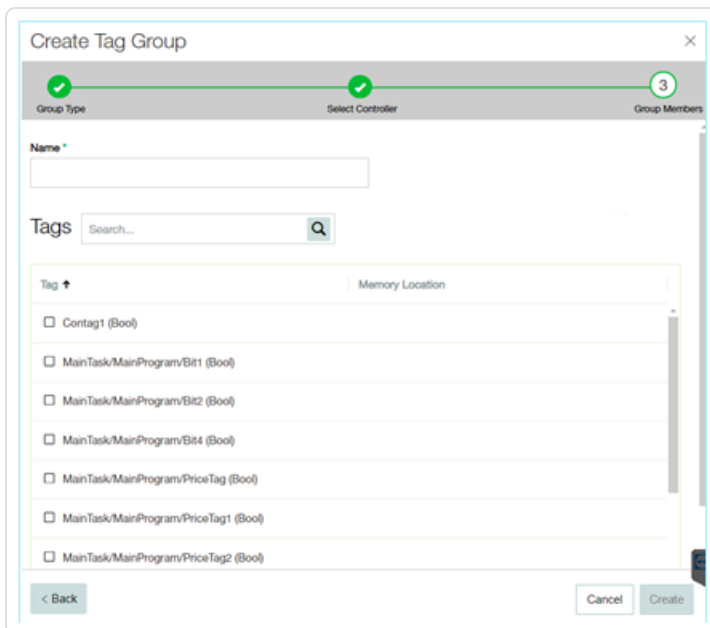 Create Tag Group ×
3
Group Type Select Controller Group Members
Name *
Tags Search...
Tag Memory Location
Contag1 (Bool)
MainTask/MainProgram/Bit1 (Bool)
MainTask/MainProgram/Bit2 (Bool)
MainTask/MainProgram/Bit4 (Bool)
MainTask/MainProgram/PriceTag (Bool)
MainTask/MainProgram/PriceTag1 (Bool)
MainTask/MainProgram/PriceTag2 (Bool)
< Back Cancel Create